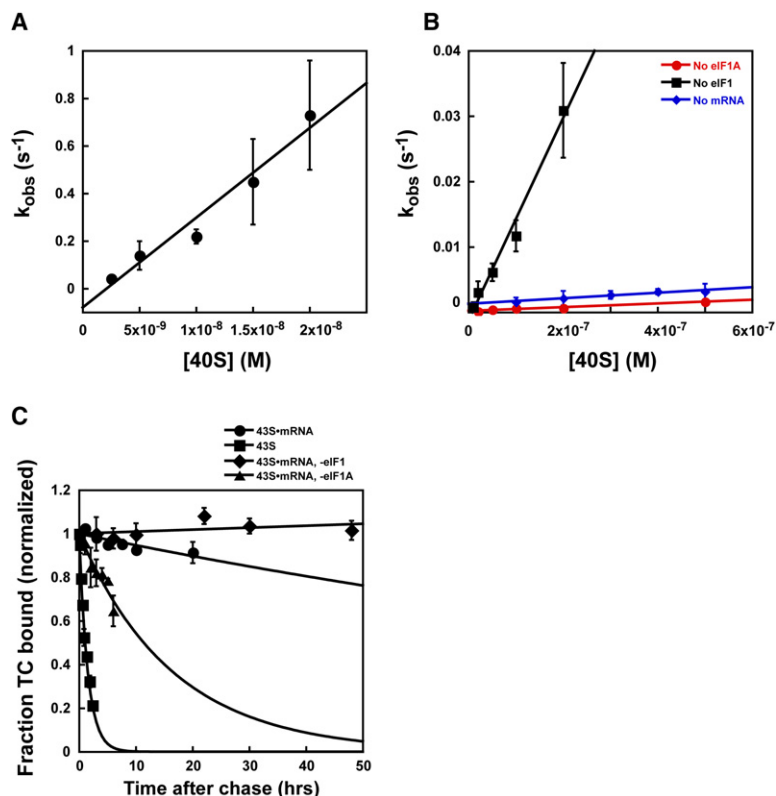 A
k_obs (s⁻¹)
1
0.8
0.6
0.4
0.2
0
0
5x10⁻⁹
1x10⁻⁸
1.5x10⁻⁸
2x10⁻⁸
[40S] (M)
B
k_obs (s⁻¹)
0.04
0.03
0.02
0.01
0
No eIF1A
No eIF1
No mRNA
0
2x10⁻⁷
4x10⁻⁷
6x10⁻⁷
[40S] (M)
C
43S•mRNA
43S
43S•mRNA, -eIF1
43S•mRNA, -eIF1A
Fraction TC bound (normalized)
1.2
1
0.8
0.6
0.4
0.2
0
0
10
20
30
40
50
Time after chase (hrs)